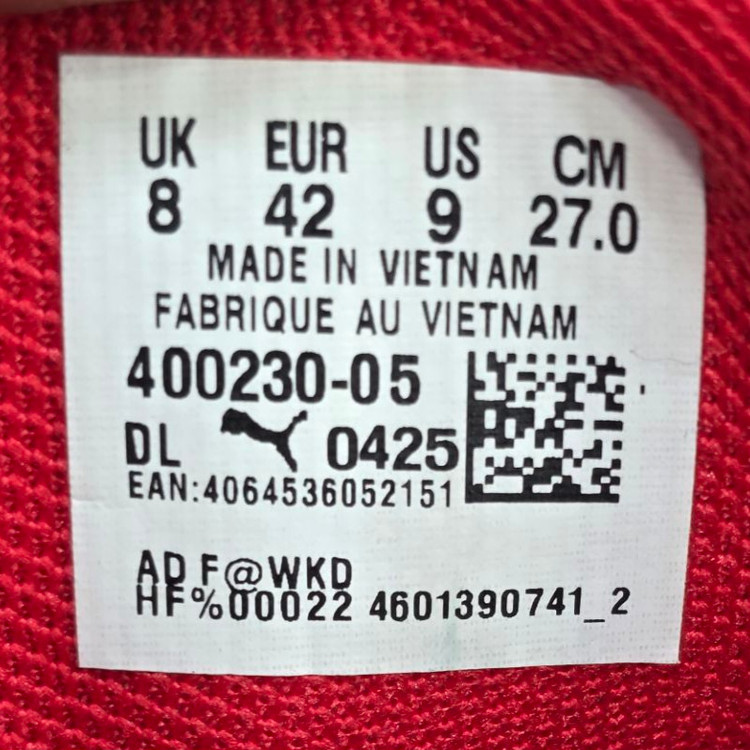 UK EUR US CM
8 42 9 27.0
MADE IN VIETNAM
FABRIQUE AU VIETNAM
400230-05
DL 0425
EAN:4064536052151
AD F@WKD
HF%00022 4601390741_2